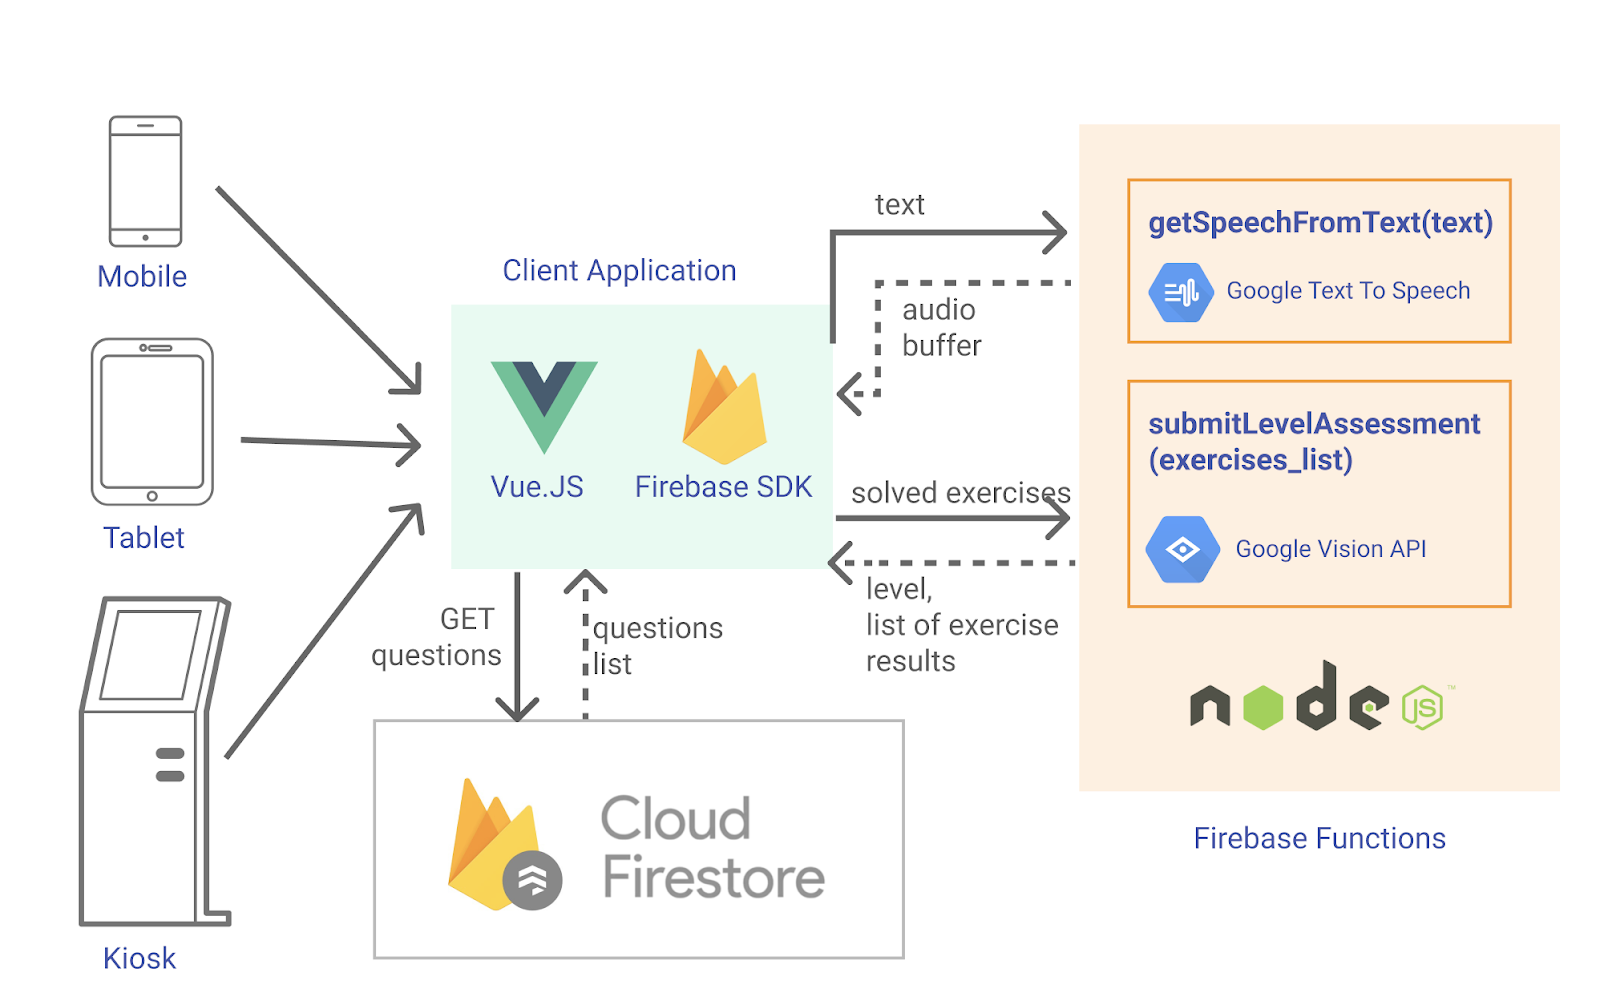 Mobile
Tablet
Kiosk
Client Application
Vue.JS
Firebase SDK
GET
questions
questions
list
Cloud
Firestore
text
audio
buffer
solved exercises
level,
list of exercise
results
getSpeechFromText(text)
Google Text To Speech
submitLevelAssessment
(exercises_list)
Google Vision API
node JS™
Firebase Functions